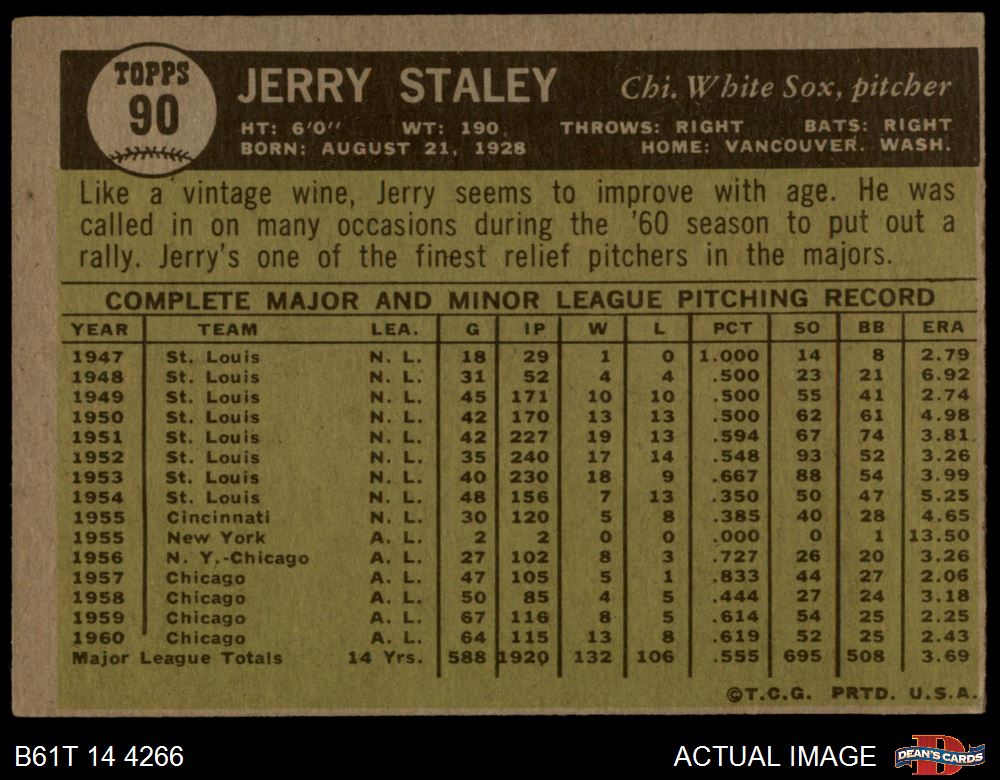 TOPPS
90
JERRY STALEY
Chi. White Sox, pitcher
HT: 6'0" WT: 190 THROWS: RIGHT BATS: RIGHT
BORN: AUGUST 21, 1928 HOME: VANCOUVER. WASH.
Like a vintage wine, Jerry seems to improve with age. He was
called in on many occasions during the '60 season to put out a
rally. Jerry's one of the finest relief pitchers in the majors.
COMPLETE MAJOR AND MINOR LEAGUE PITCHING RECORD
YEAR TEAM LEA. G IP W L PCT SO BB ERA
1947 St. Louis N. L. 18 29 1 0 1.000 14 8 2.79
1948 St. Louis N. L. 31 52 4 4 .500 23 21 6.92
1949 St. Louis N. L. 45 171 10 10 .500 55 41 2.74
1950 St. Louis N. L. 42 170 13 13 .500 62 61 4.98
1951 St. Louis N. L. 42 227 19 13 .594 67 74 3.81
1952 St. Louis N. L. 35 240 17 14 .548 93 52 3.26
1953 St. Louis N. L. 40 230 18 9 .667 88 54 3.99
1954 St. Louis N. L. 48 156 7 13 .350 50 47 5.25
1955 Cincinnati N. L. 30 120 5 8 .385 40 28 4.65
1955 New York A. L. 2 2 0 0 .000 0 1 13.50
1956 N. Y.-Chicago A. L. 27 102 8 3 .727 26 20 3.26
1957 Chicago A. L. 47 105 5 1 .833 44 27 2.06
1958 Chicago A. L. 50 85 4 5 .444 27 24 3.18
1959 Chicago A. L. 67 116 8 5 .614 54 25 2.25
1960 Chicago A. L. 64 115 13 8 .619 52 25 2.43
Major League Totals 14 Yrs. 588 1920 132 106 .555 695 508 3.69
©T.C.G. PRTD. U.S.A.
B61T 14 4266
ACTUAL IMAGE
DEAN'S CARDS